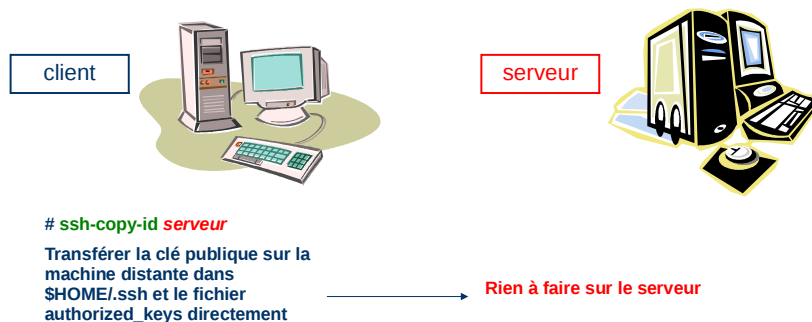 client
serveur
# ssh-copy-id serveur
Transférer la clé publique sur la
machine distante dans
$HOME/.ssh et le fichier
authorized_keys directement
Rien à faire sur le serveur